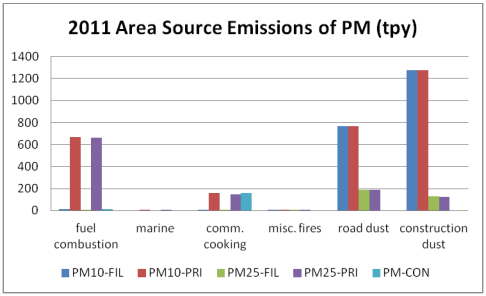 2011 Area Source Emissions of PM (tpy)
1400
1200
1000
800
600
400
200
0
fuel combustion
marine
comm. cooking
misc. fires
road dust
construction dust
PM10-FIL
PM10-PRI
PM25-FIL
PM25-PRI
PM-CON